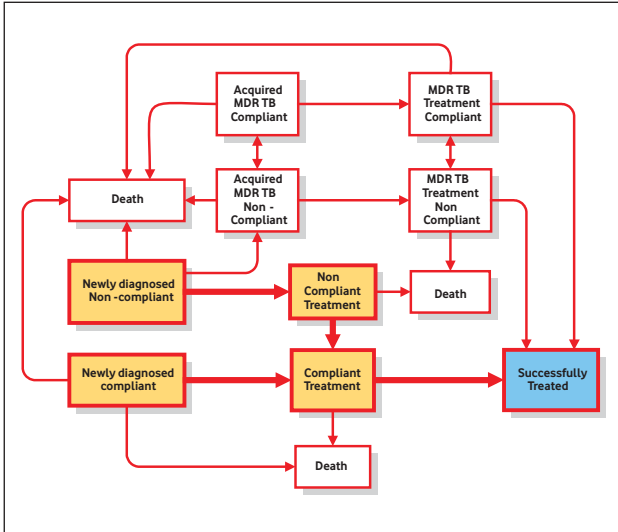 Acquired
MDR TB
Compliant
MDR TB
Treatment
Compliant
Death
Acquired
MDR TB
Non -
Compliant
MDR TB
Treatment
Non
Compliant
Newly diagnosed
Non -compliant
Non
Compliant
Treatment
Death
Newly diagnosed
compliant
Compliant
Treatment
Successfully
Treated
Death